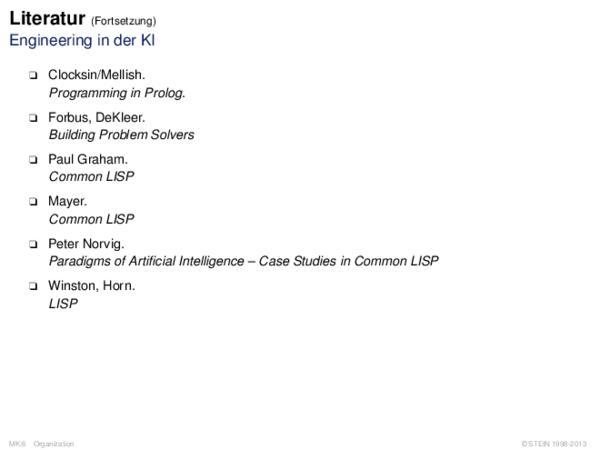 Literatur (Fortsetzung)
Engineering in der KI
❑ Clocksin/Mellish.
Programming in Prolog.
❑ Forbus, DeKleer.
Building Problem Solvers
❑ Paul Graham.
Common LISP
❑ Mayer.
Common LISP
❑ Peter Norvig.
Paradigms of Artificial Intelligence – Case Studies in Common LISP
❑ Winston, Horn.
LISP
MK:6 Organization
©STEIN 1998-2013